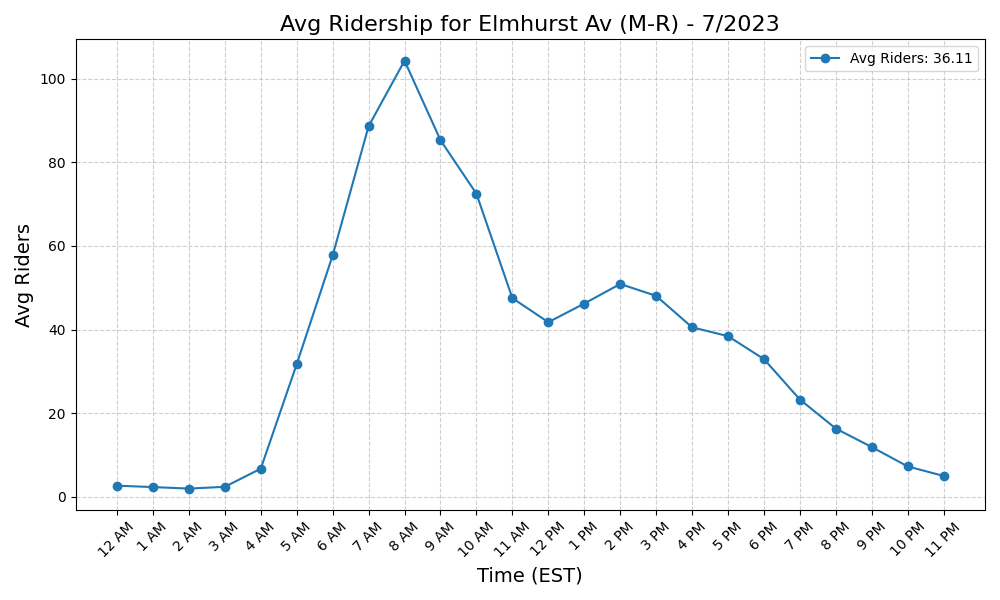 Avg Ridership for Elmhurst Av (M-R) - 7/2023
Avg Riders: 36.11
Avg Riders
100
80
60
40
20
0
12 AM
1 AM
2 AM
3 AM
4 AM
5 AM
6 AM
7 AM
8 AM
9 AM
10 AM
11 AM
12 PM
1 PM
2 PM
3 PM
4 PM
5 PM
6 PM
7 PM
8 PM
9 PM
10 PM
11 PM
Time (EST)